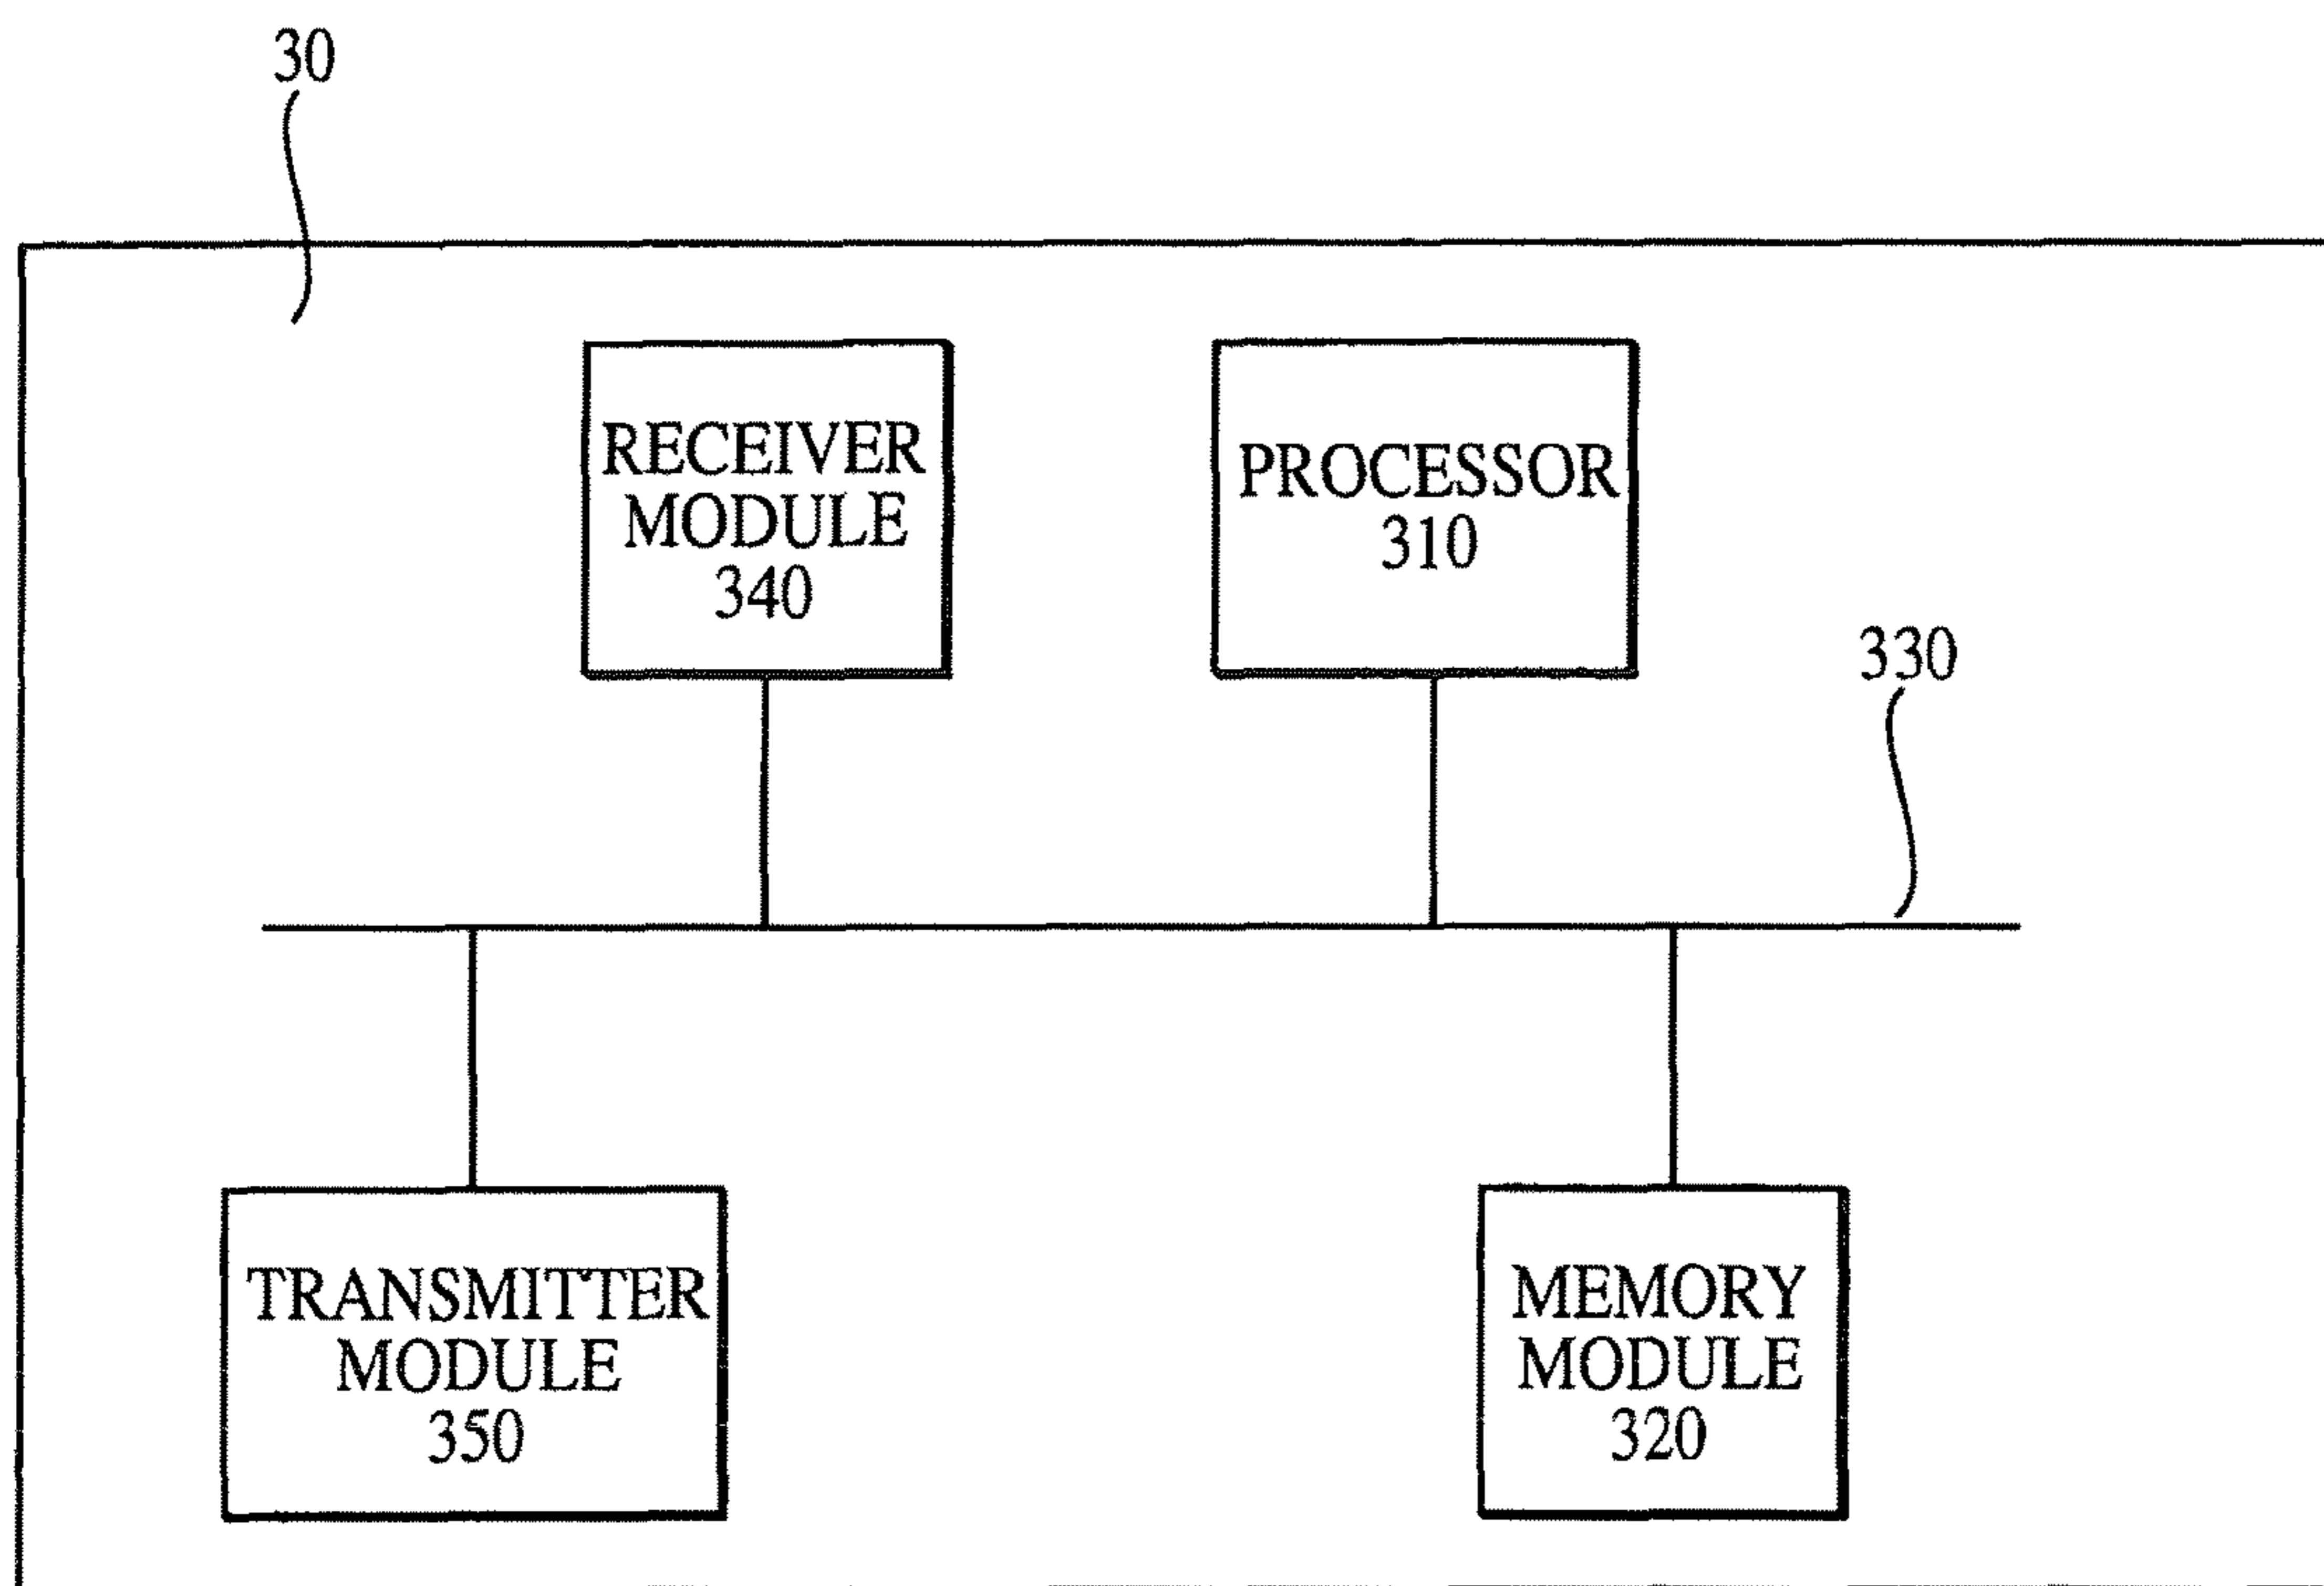 30
RECEIVER
MODULE
340
PROCESSOR
310
330
TRANSMITTER
MODULE
350
MEMORY
MODULE
320